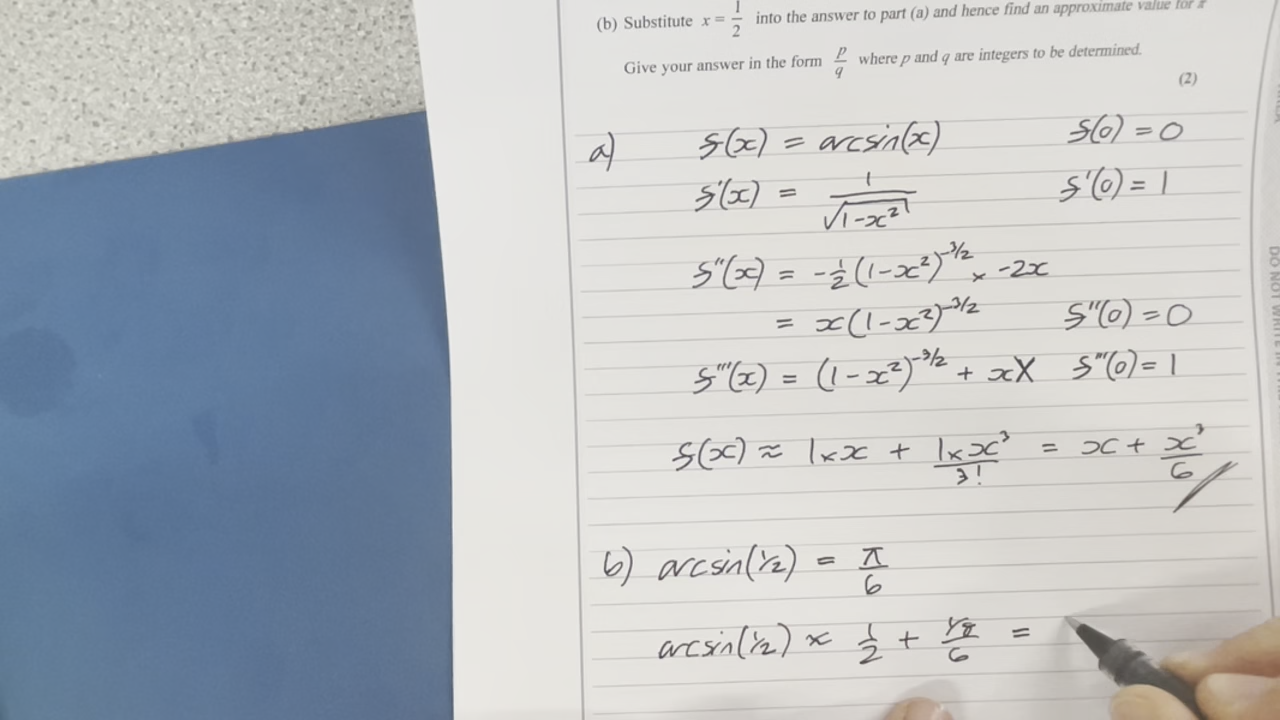 (b) Substitute x = 1/2 into the answer to part (a) and hence find an approximate value for π
Give your answer in the form p/q where p and q are integers to be determined.
(2)
a) f(x) = arcsin(x) f(0) = 0
f'(x) = 1/√(1-x²) f'(0) = 1
f''(x) = -½(1-x²)^(-3/2) × -2x
= x(1-x²)^(-3/2) f''(0) = 0
f'''(x) = (1-x²)^(-3/2) + xX f'''(0) = 1
f(x) ≈ 1×x + 1×x³/3! = x + x³/6
b) arcsin(1/2) = π/6
arcsin(1/2) ≈ 1/2 + (1/8)/6 =